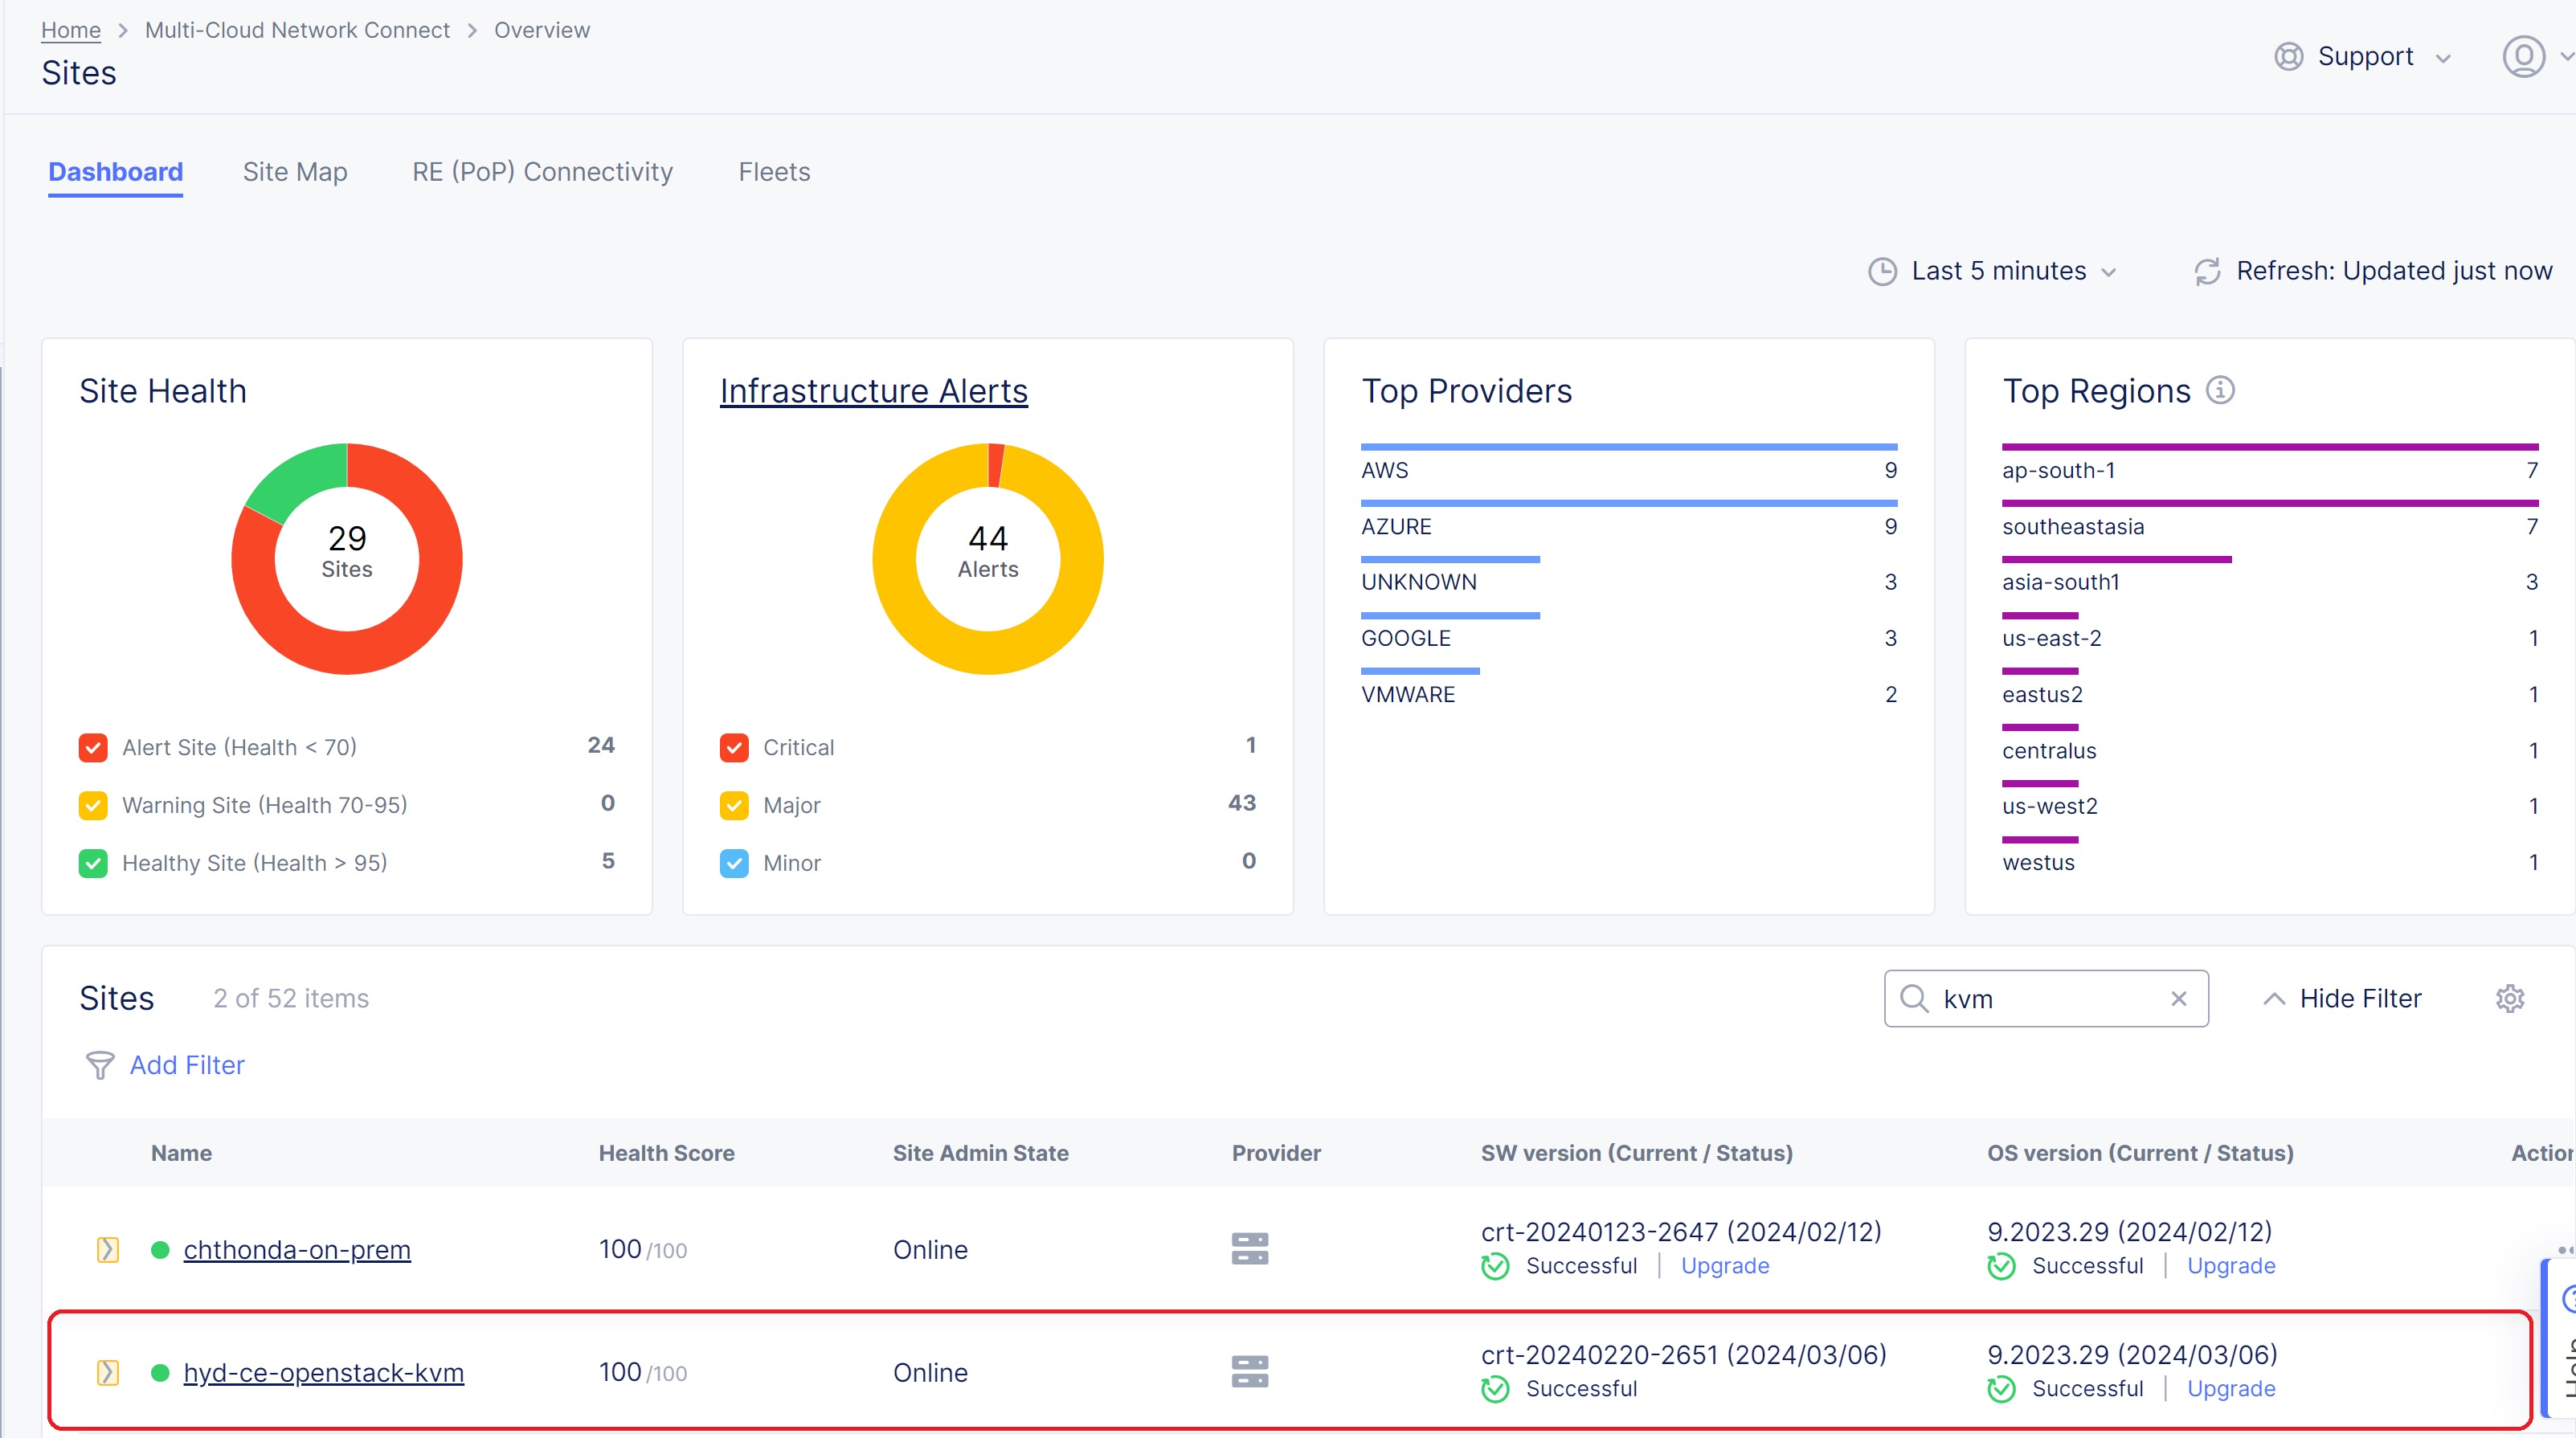 Home > Multi-Cloud Network Connect > Overview
Sites
Support
Dashboard Site Map RE (PoP) Connectivity Fleets
Last 5 minutes Refresh: Updated just now
Site Health
29
Sites
Alert Site (Health < 70) 24
Warning Site (Health 70-95) 0
Healthy Site (Health > 95) 5
Infrastructure Alerts
44
Alerts
Critical 1
Major 43
Minor 0
Top Providers
AWS 9
AZURE 9
UNKNOWN 3
GOOGLE 3
VMWARE 2
Top Regions
ap-south-1 7
southeastasia 7
asia-south1 3
us-east-2 1
eastus2 1
centralus 1
us-west2 1
westus 1
Sites 2 of 52 items kvm Hide Filter
Add Filter
Name Health Score Site Admin State Provider SW version (Current / Status) OS version (Current / Status)
chthonda-on-prem 100 /100 Online crt-20240123-2647 (2024/02/12) 9.2023.29 (2024/02/12)
Successful | Upgrade Successful | Upgrade
hyd-ce-openstack-kvm 100 /100 Online crt-20240220-2651 (2024/03/06) 9.2023.29 (2024/03/06)
Successful Successful | Upgrade